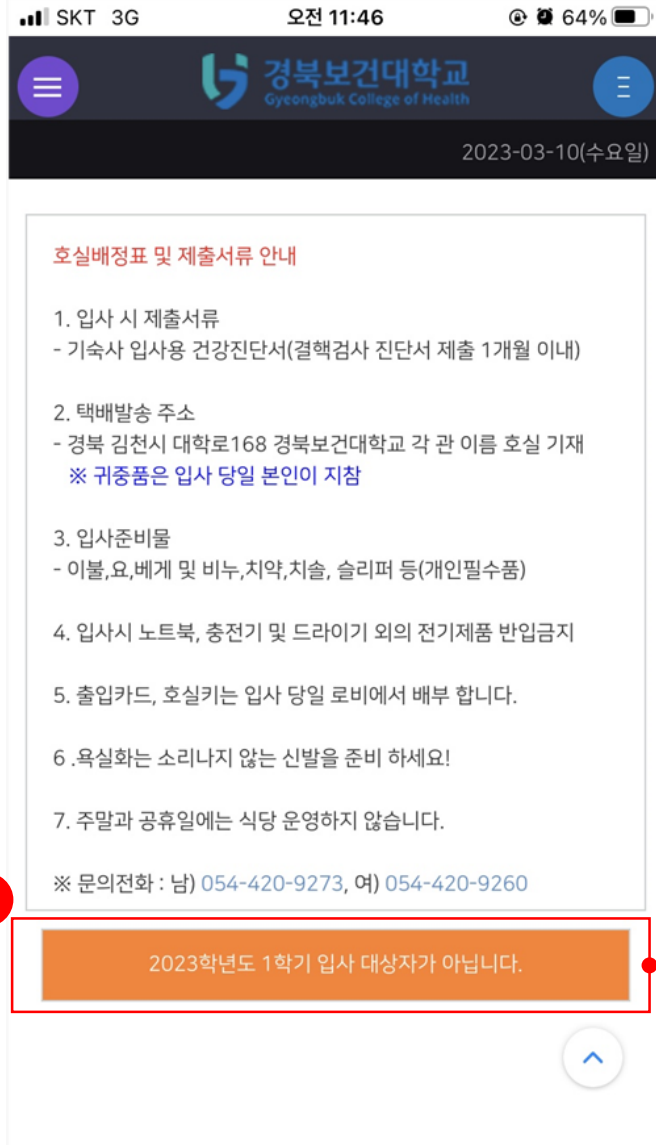 SKT 3G 오전 11:46 64%
경북보건대학교
Gyeongbuk College of Health
2023-03-10(수요일)
호실배정표 및 제출서류 안내
1. 입사 시 제출서류
- 기숙사 입사용 건강진단서(결핵검사 진단서 제출 1개월 이내)
2. 택배발송 주소
- 경북 김천시 대학로168 경북보건대학교 각 관 이름 호실 기재
※ 귀중품은 입사 당일 본인이 지참
3. 입사준비물
- 이불,요,베게 및 비누,치약,치솔, 슬리퍼 등(개인필수품)
4. 입사시 노트북, 충전기 및 드라이기 외의 전기제품 반입금지
5. 출입카드, 호실키는 입사 당일 로비에서 배부 합니다.
6 .욕실화는 소리나지 않는 신발을 준비 하세요!
7. 주말과 공휴일에는 식당 운영하지 않습니다.
※ 문의전화 : 남) 054-420-9273, 여) 054-420-9260
2023학년도 1학기 입사 대상자가 아닙니다.